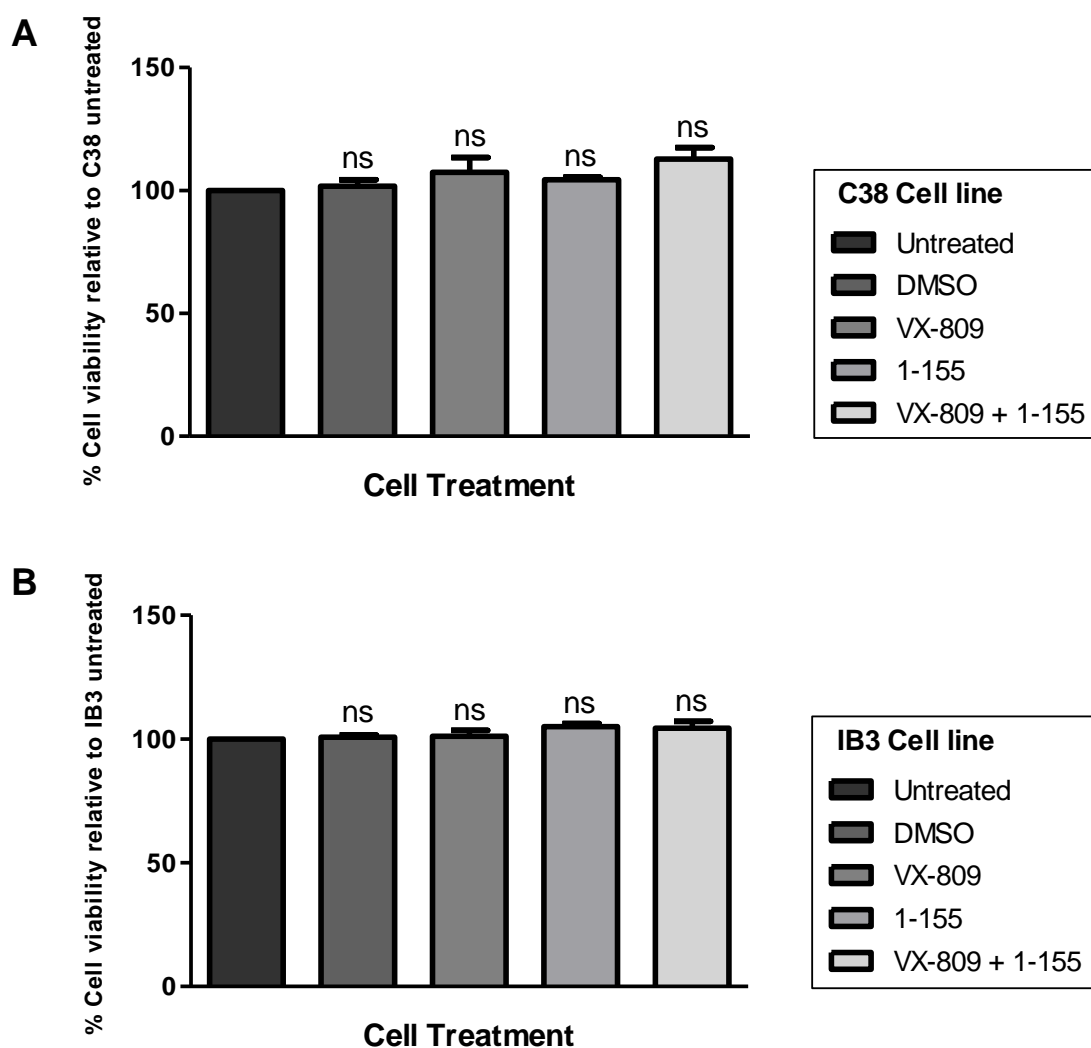 A
% Cell viability relative to C38 untreated
150
100
50
0
ns
ns
ns
ns
Cell Treatment
C38 Cell line
Untreated
DMSO
VX-809
1-155
VX-809 + 1-155
B
% Cell viability relative to IB3 untreated
150
100
50
0
ns
ns
ns
ns
Cell Treatment
IB3 Cell line
Untreated
DMSO
VX-809
1-155
VX-809 + 1-155